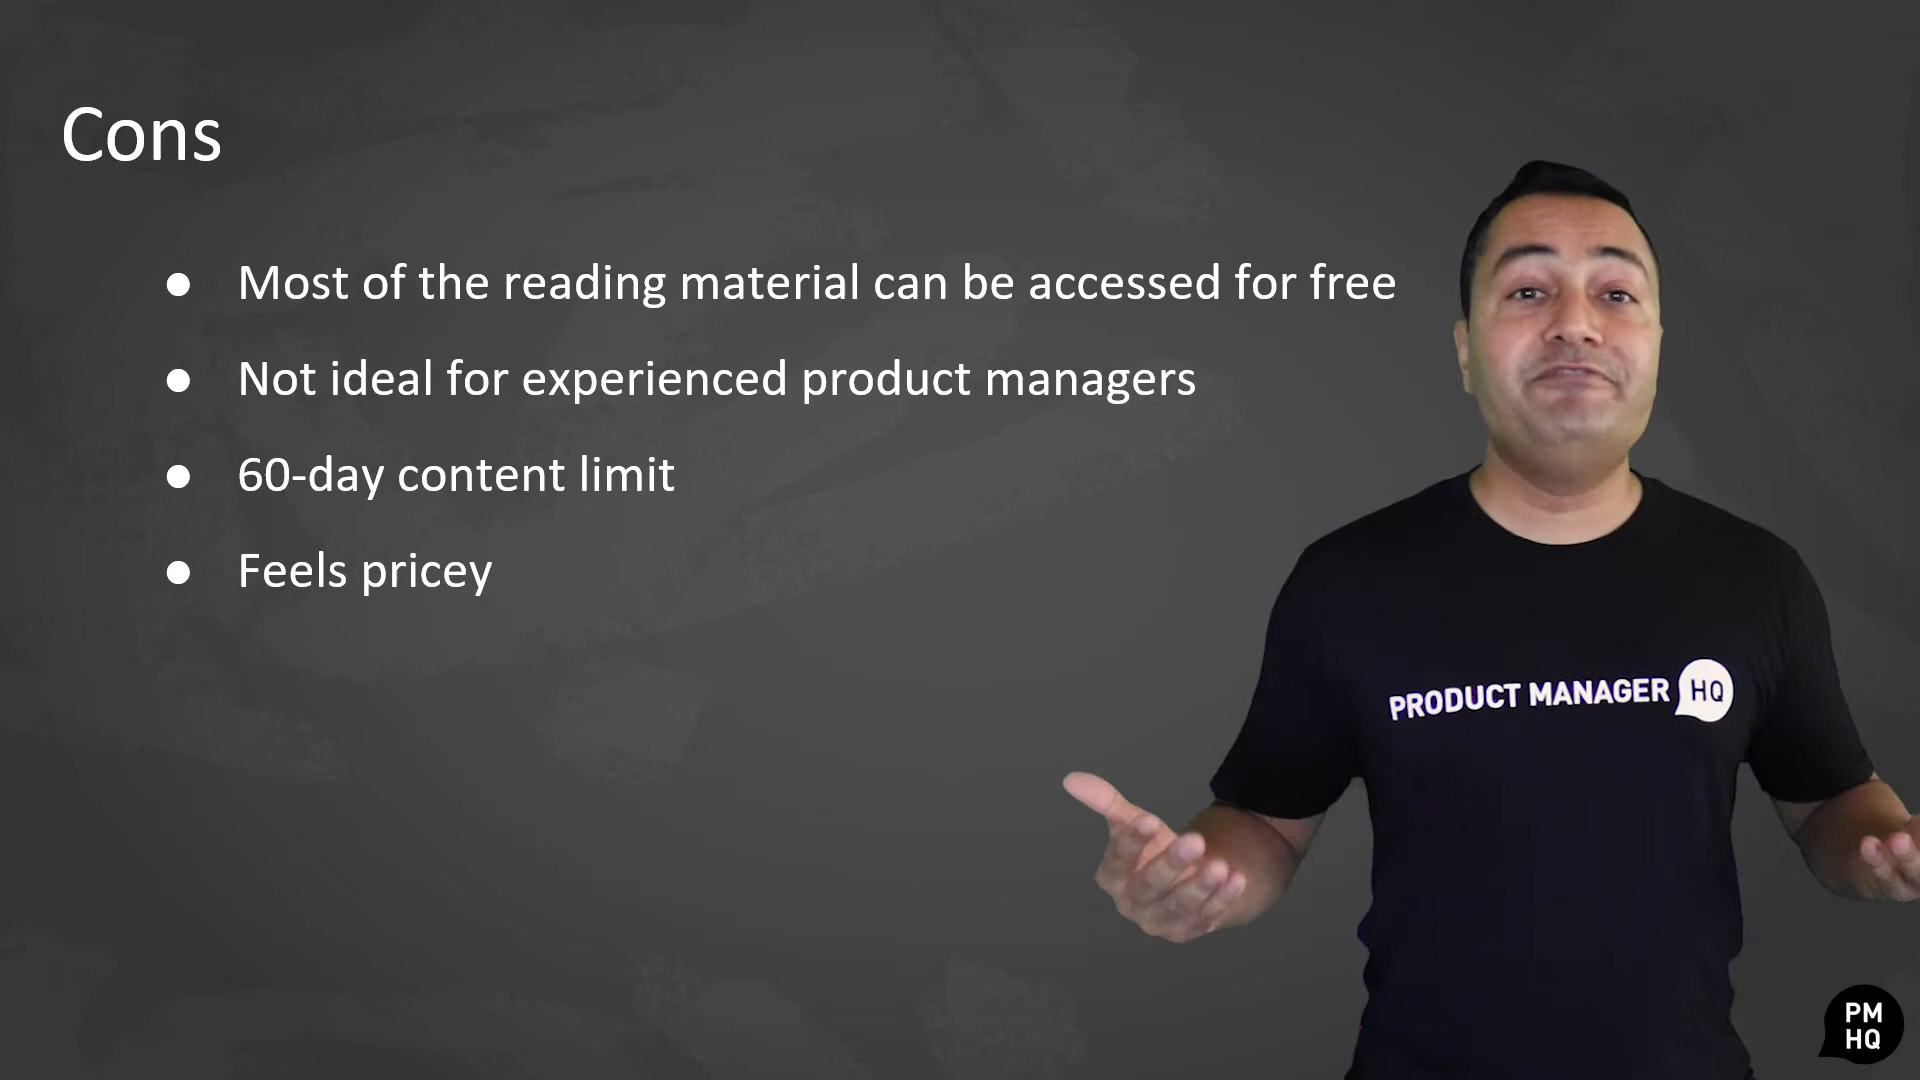 Cons
● Most of the reading material can be accessed for free
● Not ideal for experienced product managers
● 60-day content limit
● Feels pricey
PRODUCT MANAGER HQ
PM
HQ